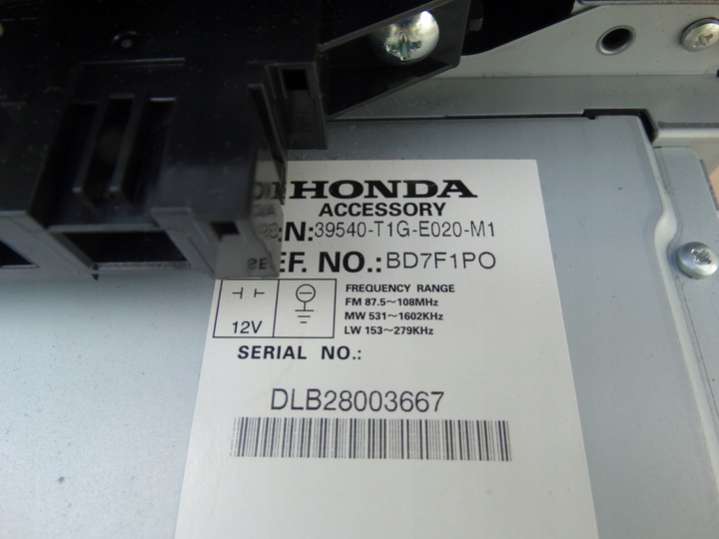 HONDA
ACCESSORY
:N: 39540-T1G-E020-M1
EF. NO.: BD7F1PO
12V
FREQUENCY RANGE
FM 87.5~108MHz
MW 531~1602KHz
LW 153~279KHz
SERIAL NO.:
DLB28003667